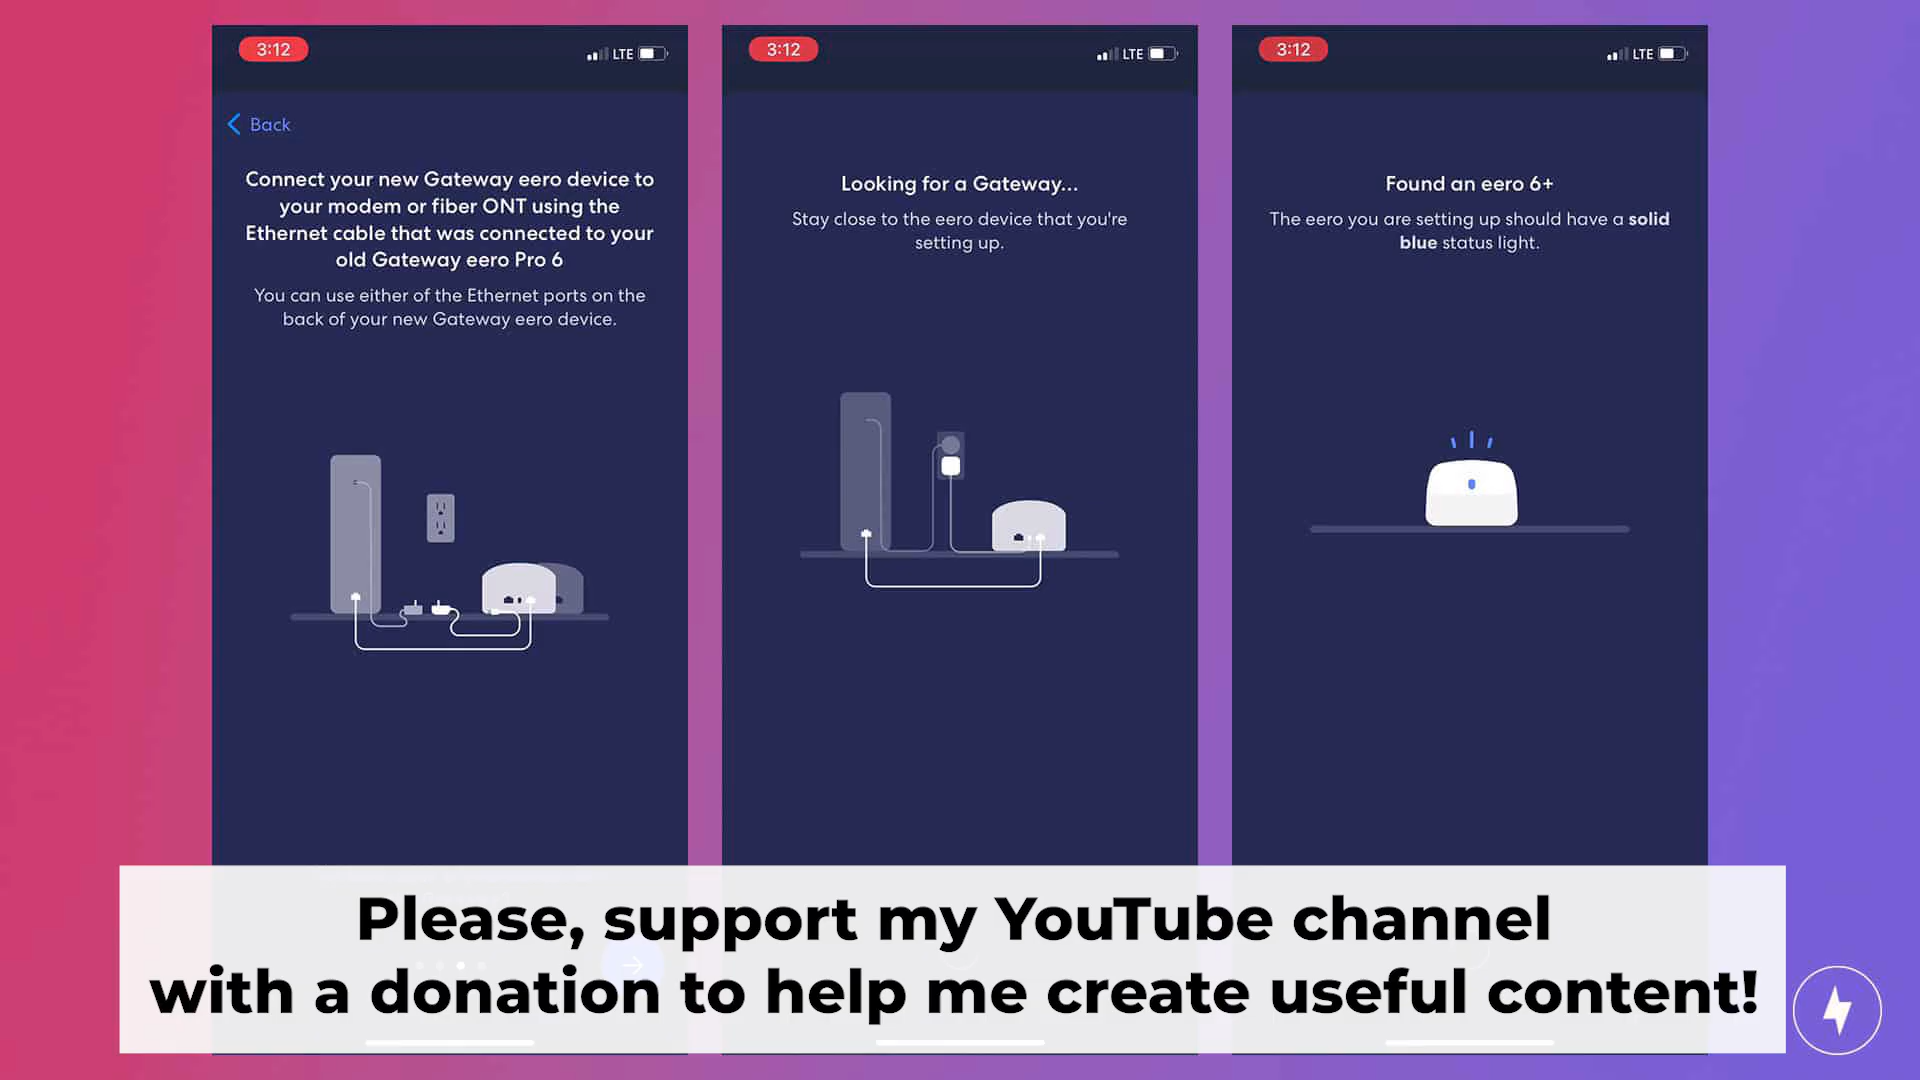 3:12
LTE
Back
Connect your new Gateway eero device to
your modem or fiber ONT using the
Ethernet cable that was connected to your
old Gateway eero Pro 6
You can use either of the Ethernet ports on the
back of your new Gateway eero device.
3:12
LTE
Looking for a Gateway...
Stay close to the eero device that you're
setting up.
3:12
LTE
Found an eero 6+
The eero you are setting up should have a solid
blue status light.
Please, support my YouTube channel
with a donation to help me create useful content!